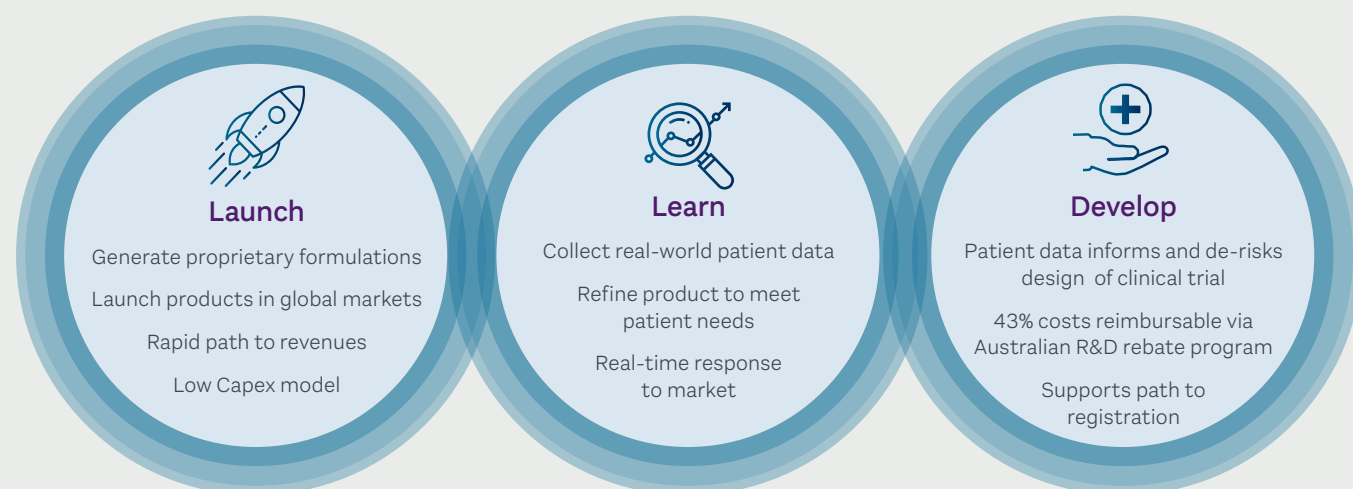 Launch
Generate proprietary formulations
Launch products in global markets
Rapid path to revenues
Low Capex model
Learn
Collect real-world patient data
Refine product to meet
patient needs
Real-time response
to market
Develop
Patient data informs and de-risks
design of clinical trial
43% costs reimbursable via
Australian R&D rebate program
Supports path to
registration